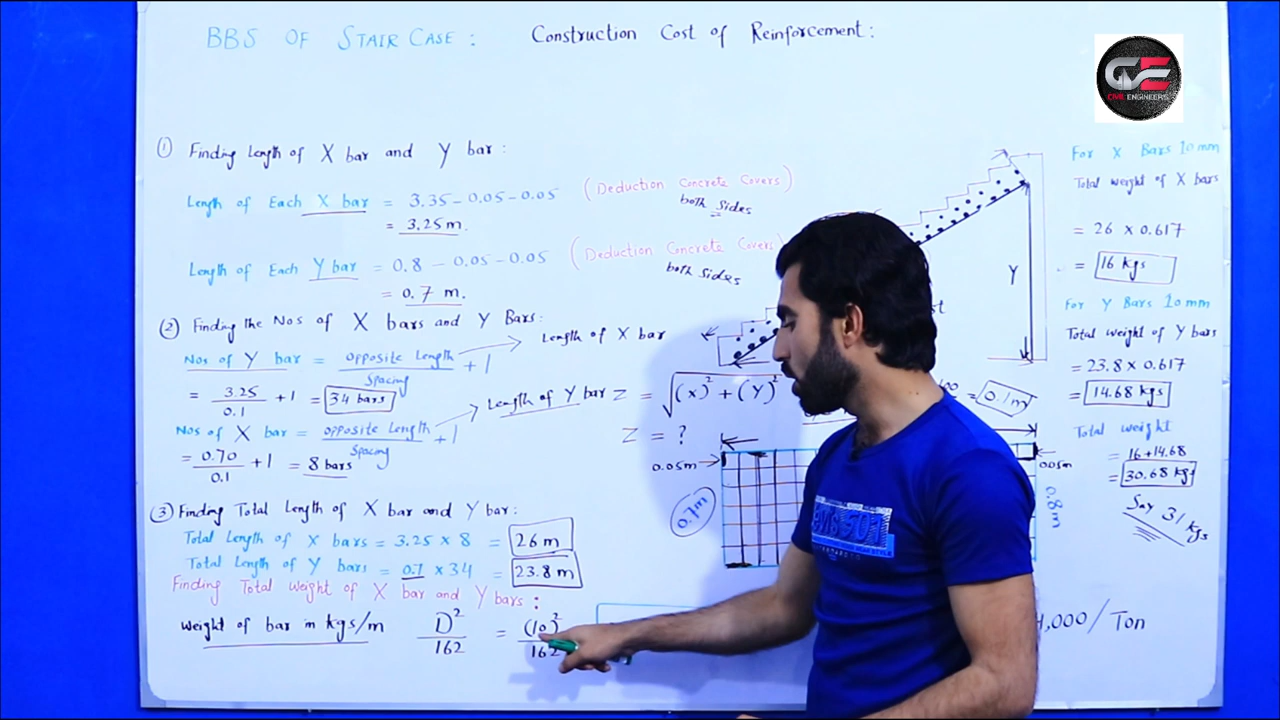 BBS OF STAIR CASE : Construction Cost of Reinforcement :
GVE
CIVIL ENGINEERS
① Finding Length of X bar and Y bar :
Length of Each X bar = 3.35 - 0.05 - 0.05 (Deduction Concrete Covers)
both Sides
= 3.25 m.
Length of Each Y bar = 0.8 - 0.05 - 0.05 (Deduction Concrete Covers)
both Sides
= 0.7 m.
② Finding the Nos of X bars and Y Bars :
Nos of Y bar = Opposite Length / Spacing + 1
Length of X bar
= 3.25 / 0.1 + 1 = 34 bars
Length of Y bar
Nos of X bar = Opposite Length / Spacing + 1
= 0.70 / 0.1 + 1 = 8 bars
③ Finding Total Length of X bar and Y bar :
Total Length of X bars = 3.25 x 8 = 26 m
Total Length of Y bars = 0.7 x 34 = 23.8 m
Finding Total Weight of X bar and Y bars :
Weight of bar in kgs/m D² / 162 = (10)² / 162
Y
Z = √(X)² + (Y)²
Z = ?
= 0.1m
0.05m
0.05m
0.7m
0.8m
For X Bars 10 mm
Total weight of X bars
= 26 x 0.617
= 16 kgs
For Y Bars 10 mm
Total weight of Y bars
= 23.8 x 0.617
= 14.68 kgs
Total weight
= 16 + 14.68
= 30.68 kgs
Say 31 kgs
,000 / Ton